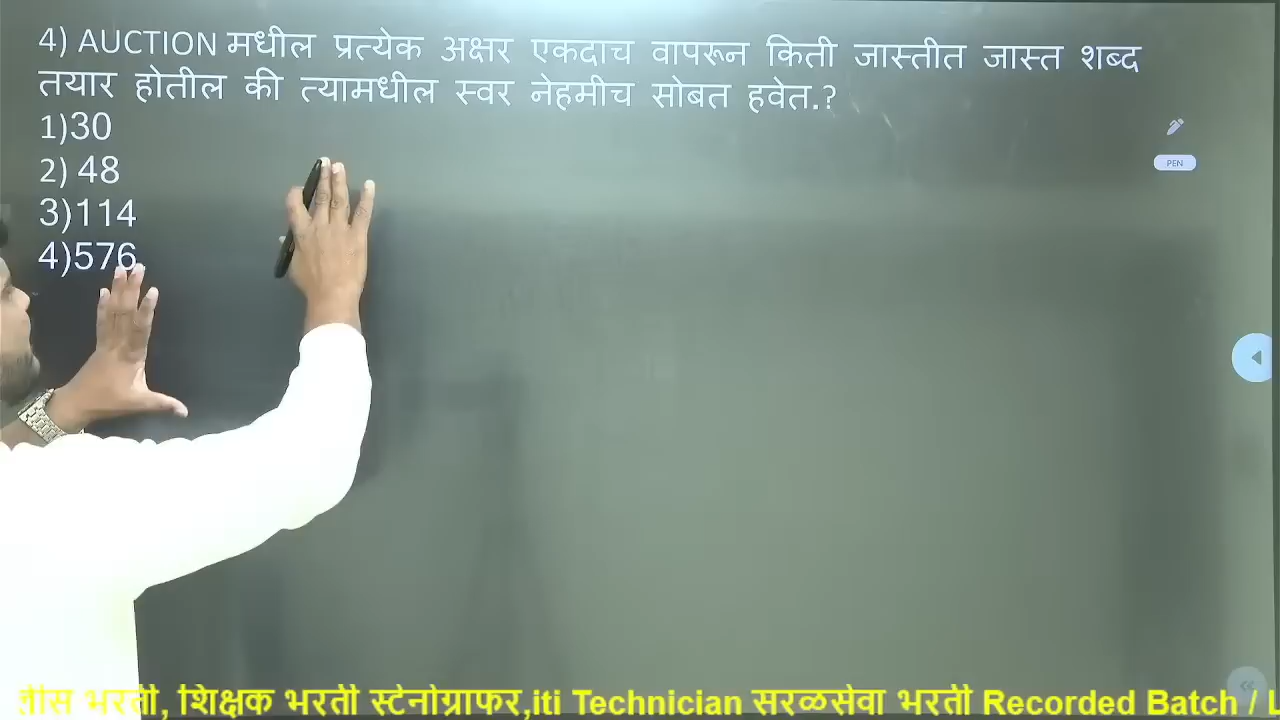 4) AUCTION मधील प्रत्येक अक्षर एकदाच वापरून किती जास्तीत जास्त शब्द
तयार होतील की त्यामधील स्वर नेहमीच सोबत हवेत.?
1)30
2) 48
3)114
4)576
PEN
भरती, शिक्षक भरती स्टेनोग्राफर,iti Technician सरळसेवा भरती Recorded Batch /